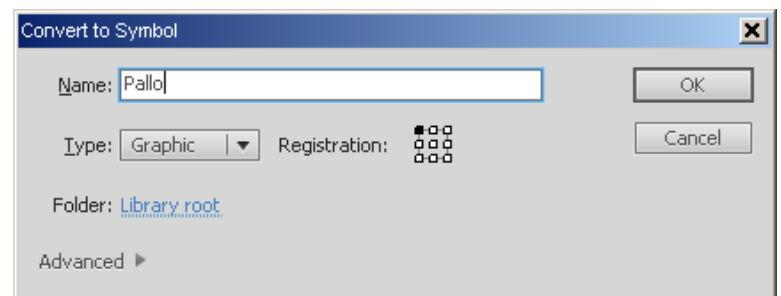 Convert to Symbol
Name: Pallo
OK
Type: Graphic
Registration:
Cancel
Folder: Library root
Advanced